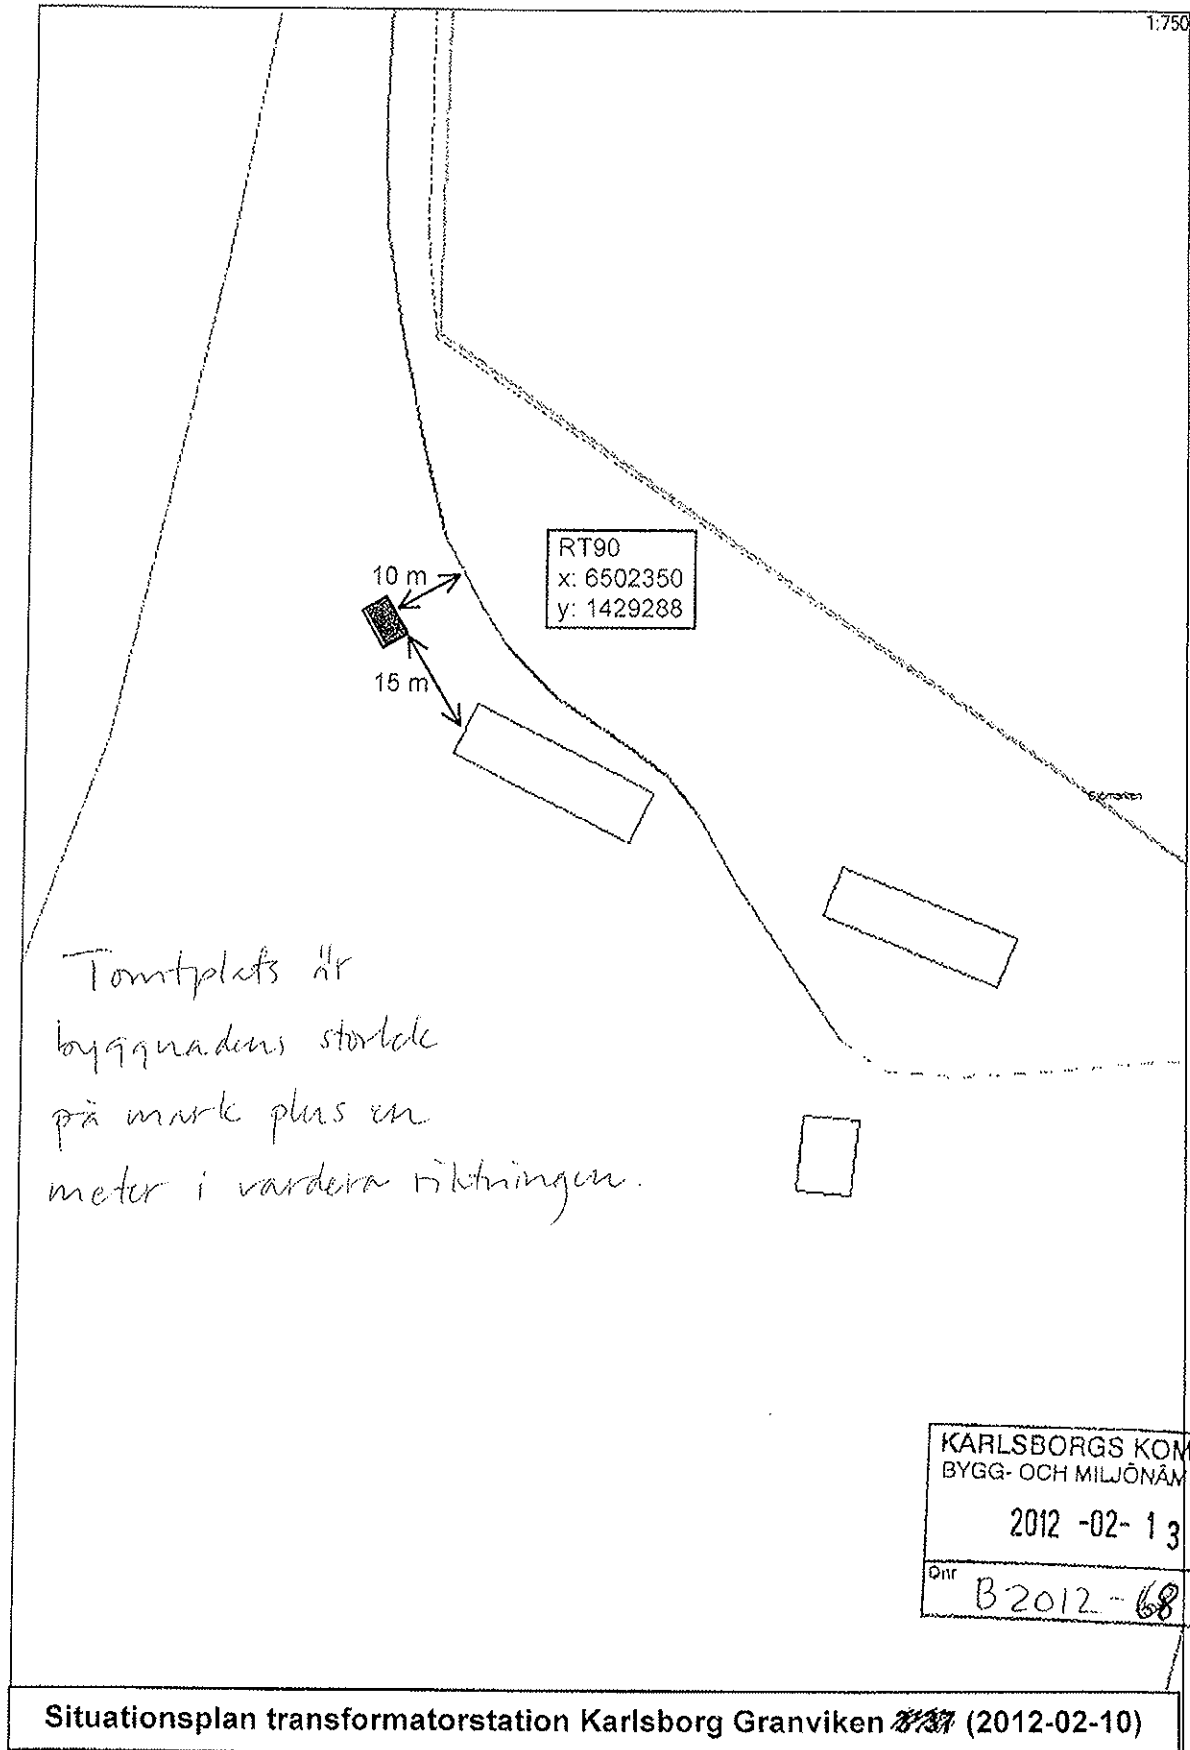 1:750
RT90
x: 6502350
y: 1429288
10 m
15 m
Tomtplats är
byggnadens storlek
på mark plus en
meter i vardera riktningen.
KARLSBORGS KOM
BYGG- OCH MILJÖNÄM
2012 -02- 13
Dnr B 2012 - 68
Situationsplan transformatorstation Karlsborg Granviken (2012-02-10)